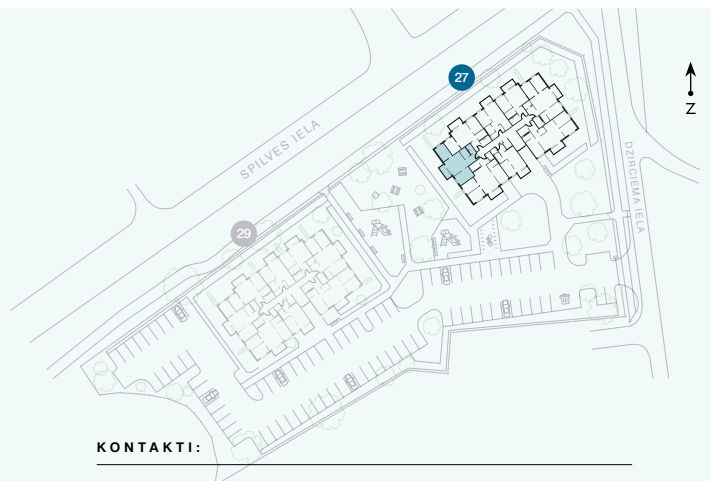 27
Z
SPILVES IELA
DZIRCIEMA IELA
29
KONTAKTI: